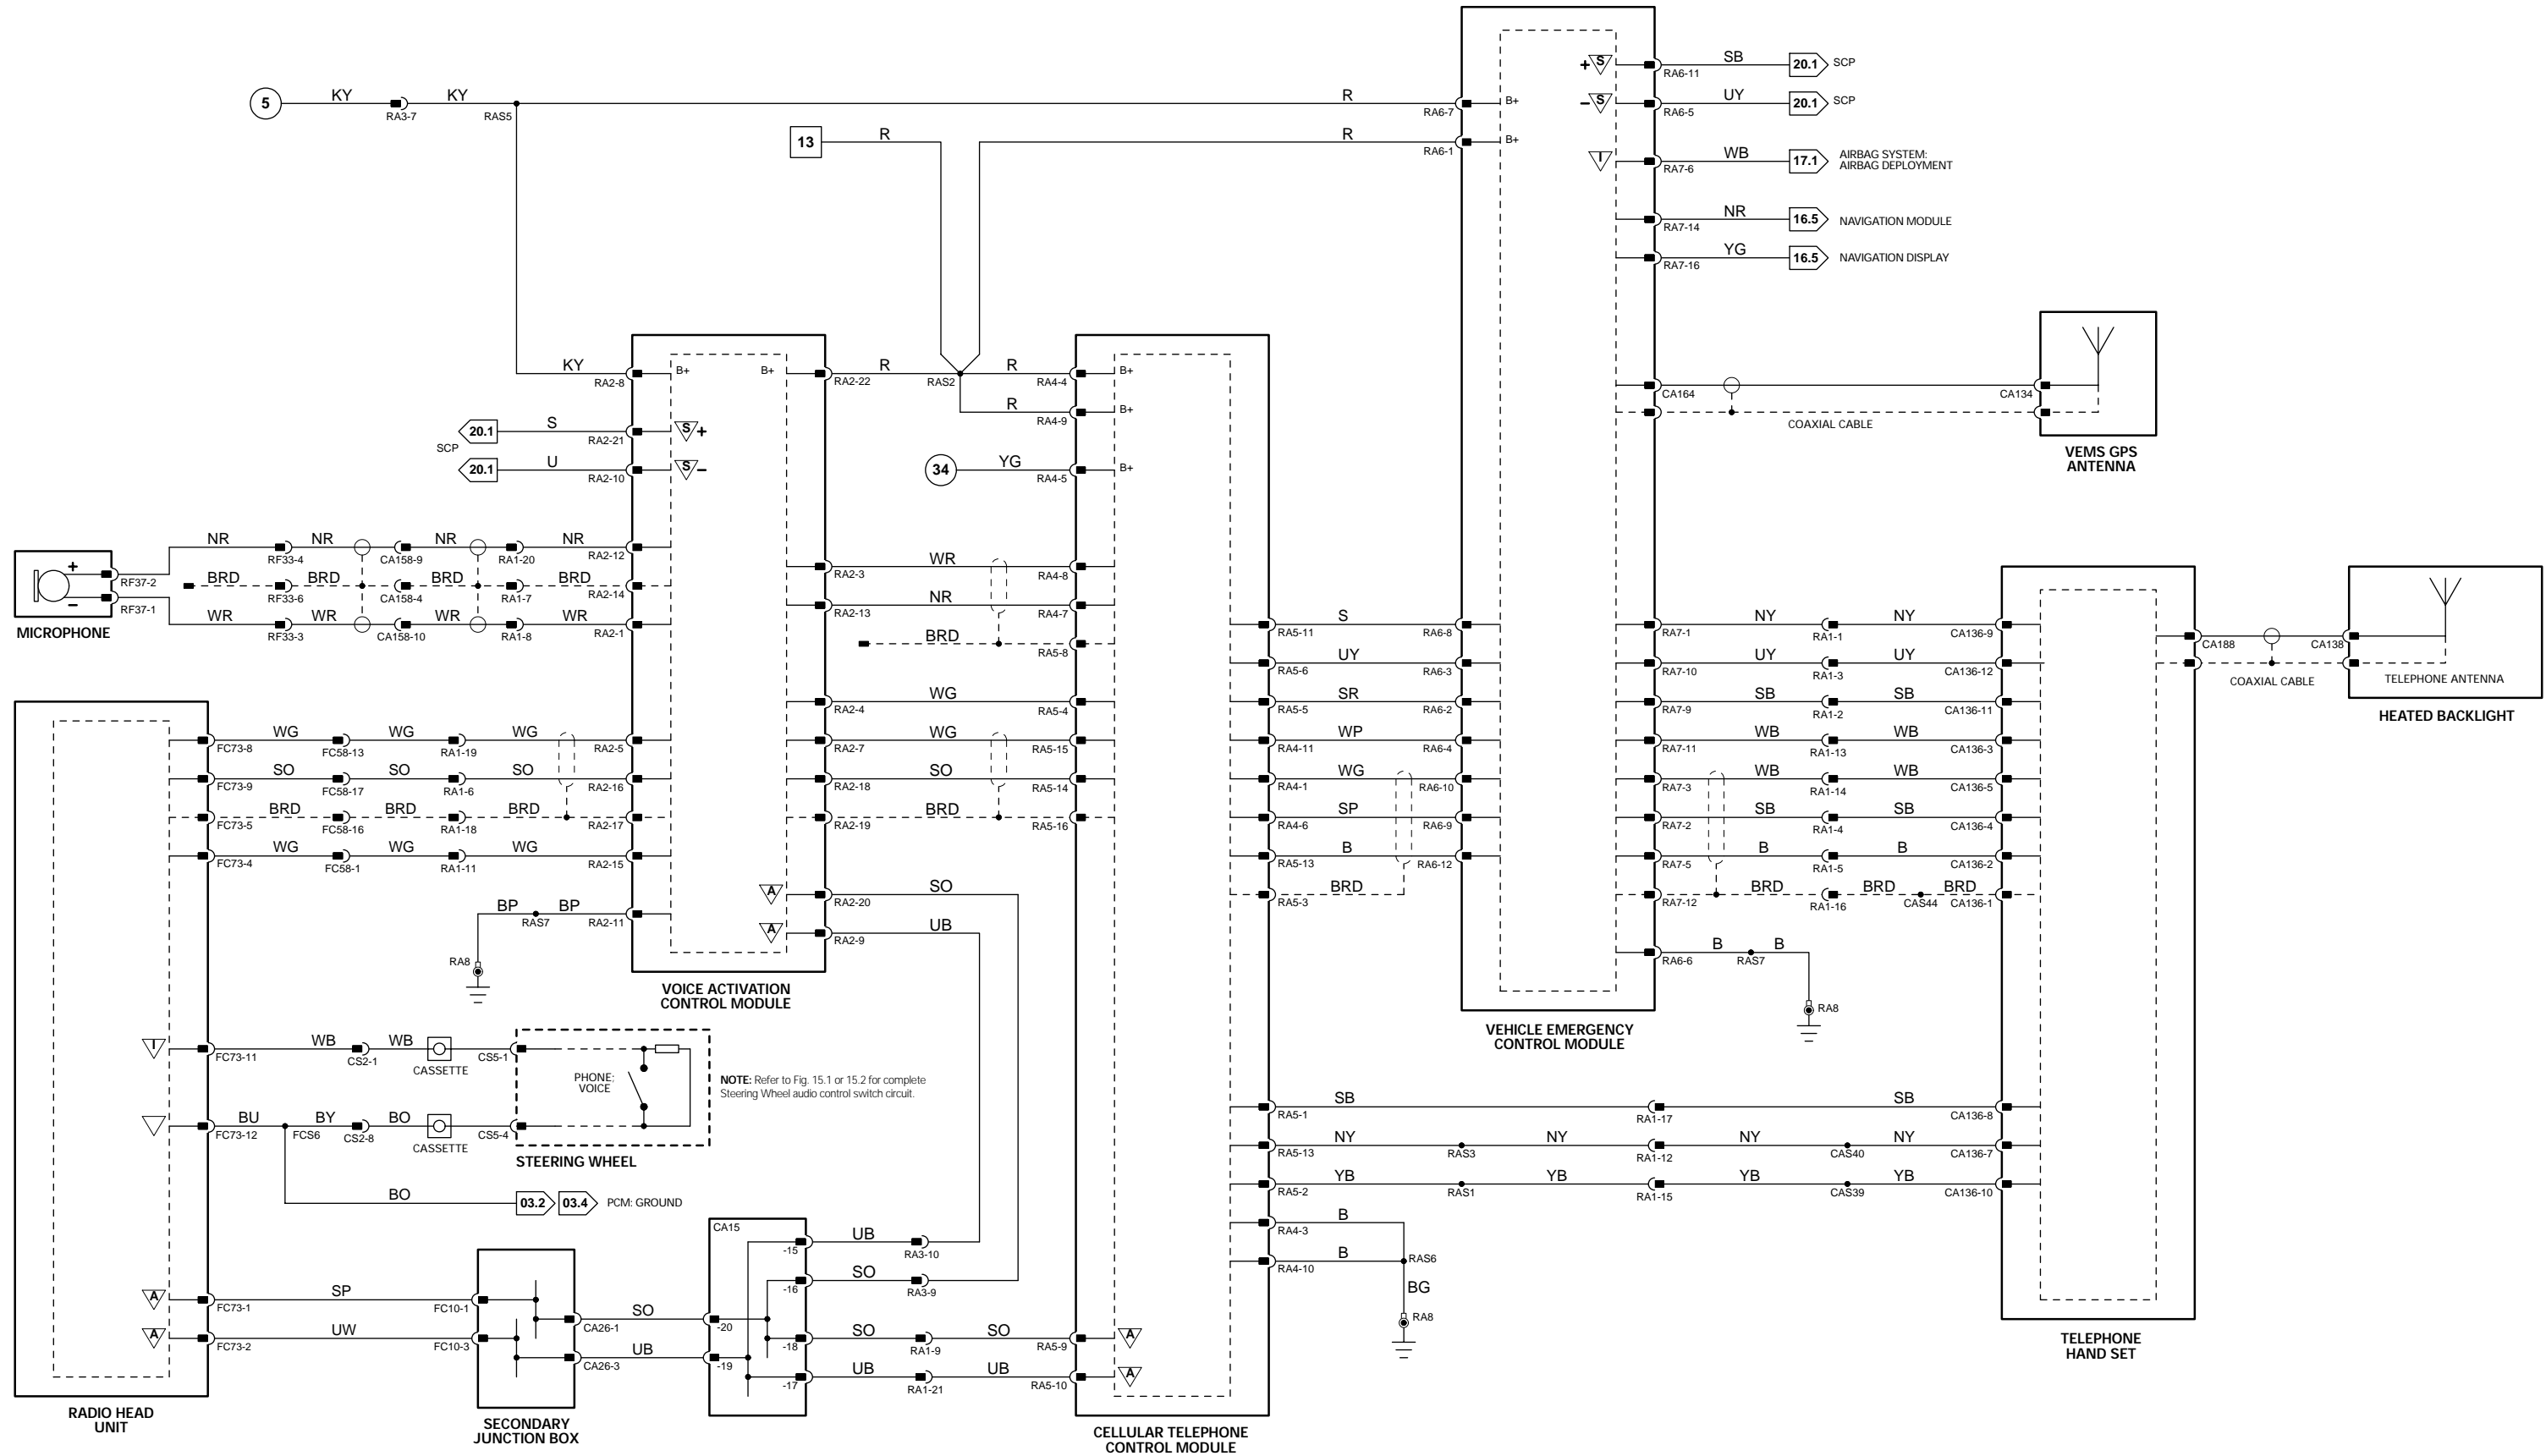 5
KY
RA3-7
KY
RAS5
R
RA6-7
B+
13
R
R
RA6-1
B+
+ S
RA6-11
SB
20.1
SCP
- S
RA6-5
UY
20.1
SCP
I
RA7-6
WB
17.1
AIRBAG SYSTEM:
AIRBAG DEPLOYMENT
RA7-14
NR
16.5
NAVIGATION MODULE
RA7-16
YG
16.5
NAVIGATION DISPLAY
CA164
CA134
COAXIAL CABLE
VEMS GPS
ANTENNA
KY
RA2-8
B+
B+
RA2-22
R
RAS2
R
RA4-4
B+
R
RA4-9
B+
SCP
20.1
S
RA2-21
S +
20.1
U
RA2-10
S -
34
YG
RA4-5
B+
+
-
RF37-2
RF37-1
MICROPHONE
NR
RF33-4
NR
CA158-9
NR
RA1-20
NR
RA2-12
BRD
RF33-6
BRD
CA158-4
BRD
RA1-7
BRD
RA2-14
WR
RF33-3
WR
CA158-10
WR
RA1-8
WR
RA2-1
RA2-3
WR
RA4-8
RA2-13
NR
RA4-7
BRD
RA5-8
RA2-4
WG
RA5-4
RA2-7
WG
RA5-15
RA2-18
SO
RA5-14
RA2-19
BRD
RA5-16
FC73-8
WG
FC58-13
WG
RA1-19
WG
RA2-5
FC73-9
SO
FC58-17
SO
RA1-6
SO
RA2-16
FC73-5
BRD
FC58-16
BRD
RA1-18
BRD
RA2-17
FC73-4
WG
FC58-1
WG
RA1-11
WG
RA2-15
A
RA2-20
SO
A
RA2-9
UB
BP
RAS7
BP
RA2-11
RA8
VOICE ACTIVATION
CONTROL MODULE
RA5-11
S
RA6-8
RA5-6
UY
RA6-3
RA5-5
SR
RA6-2
RA4-11
WP
RA6-4
RA4-1
WG
RA6-10
RA4-6
SP
RA6-9
RA5-13
B
RA6-12
RA5-3
BRD
RA7-1
NY
RA1-1
NY
CA136-9
RA7-10
UY
RA1-3
UY
CA136-12
RA7-9
SB
RA1-2
SB
CA136-11
RA7-11
WB
RA1-13
WB
CA136-3
RA7-3
WB
RA1-14
WB
CA136-5
RA7-2
SB
RA1-4
SB
CA136-4
RA7-5
B
RA1-5
B
CA136-2
RA7-12
BRD
RA1-16
BRD
CAS44
BRD
CA136-1
RA6-6
B
RAS7
B
RA8
VEHICLE EMERGENCY
CONTROL MODULE
CA188
CA138
COAXIAL CABLE
TELEPHONE ANTENNA
HEATED BACKLIGHT
I
FC73-11
WB
CS2-1
WB
CASSETTE
CS5-1
PHONE:
VOICE
NOTE: Refer to Fig. 15.1 or 15.2 for complete
Steering Wheel audio control switch circuit.
FC73-12
BU
FCS6
BY
CS2-8
BO
CASSETTE
CS5-4
STEERING WHEEL
BO
03.2
03.4
PCM: GROUND
RA5-1
SB
RA1-17
SB
CA136-8
RA5-13
NY
RAS3
NY
RA1-12
NY
CAS40
NY
CA136-7
RA5-2
YB
RAS1
YB
RA1-15
YB
CAS39
YB
CA136-10
RA4-3
B
RA4-10
B
RAS6
BG
RA8
CA15
-15
UB
RA3-10
-16
SO
RA3-9
A
FC73-1
SP
FC10-1
CA26-1
SO
-20
-18
SO
RA1-9
SO
RA5-9
A
A
FC73-2
UW
FC10-3
CA26-3
UB
-19
-17
UB
RA1-21
UB
RA5-10
A
RADIO HEAD
UNIT
SECONDARY
JUNCTION BOX
CELLULAR TELEPHONE
CONTROL MODULE
TELEPHONE
HAND SET